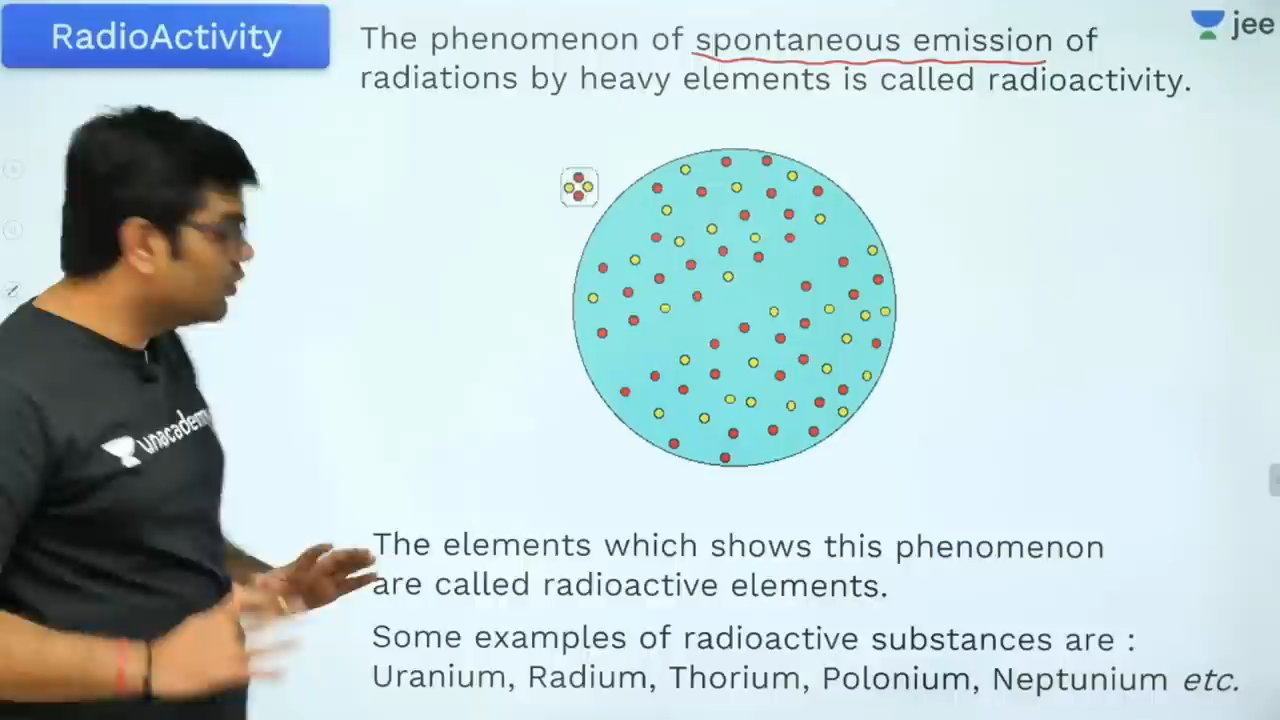 RadioActivity
The phenomenon of spontaneous emission of
radiations by heavy elements is called radioactivity.
jee
unacademy
The elements which shows this phenomenon
are called radioactive elements.
Some examples of radioactive substances are :
Uranium, Radium, Thorium, Polonium, Neptunium etc.